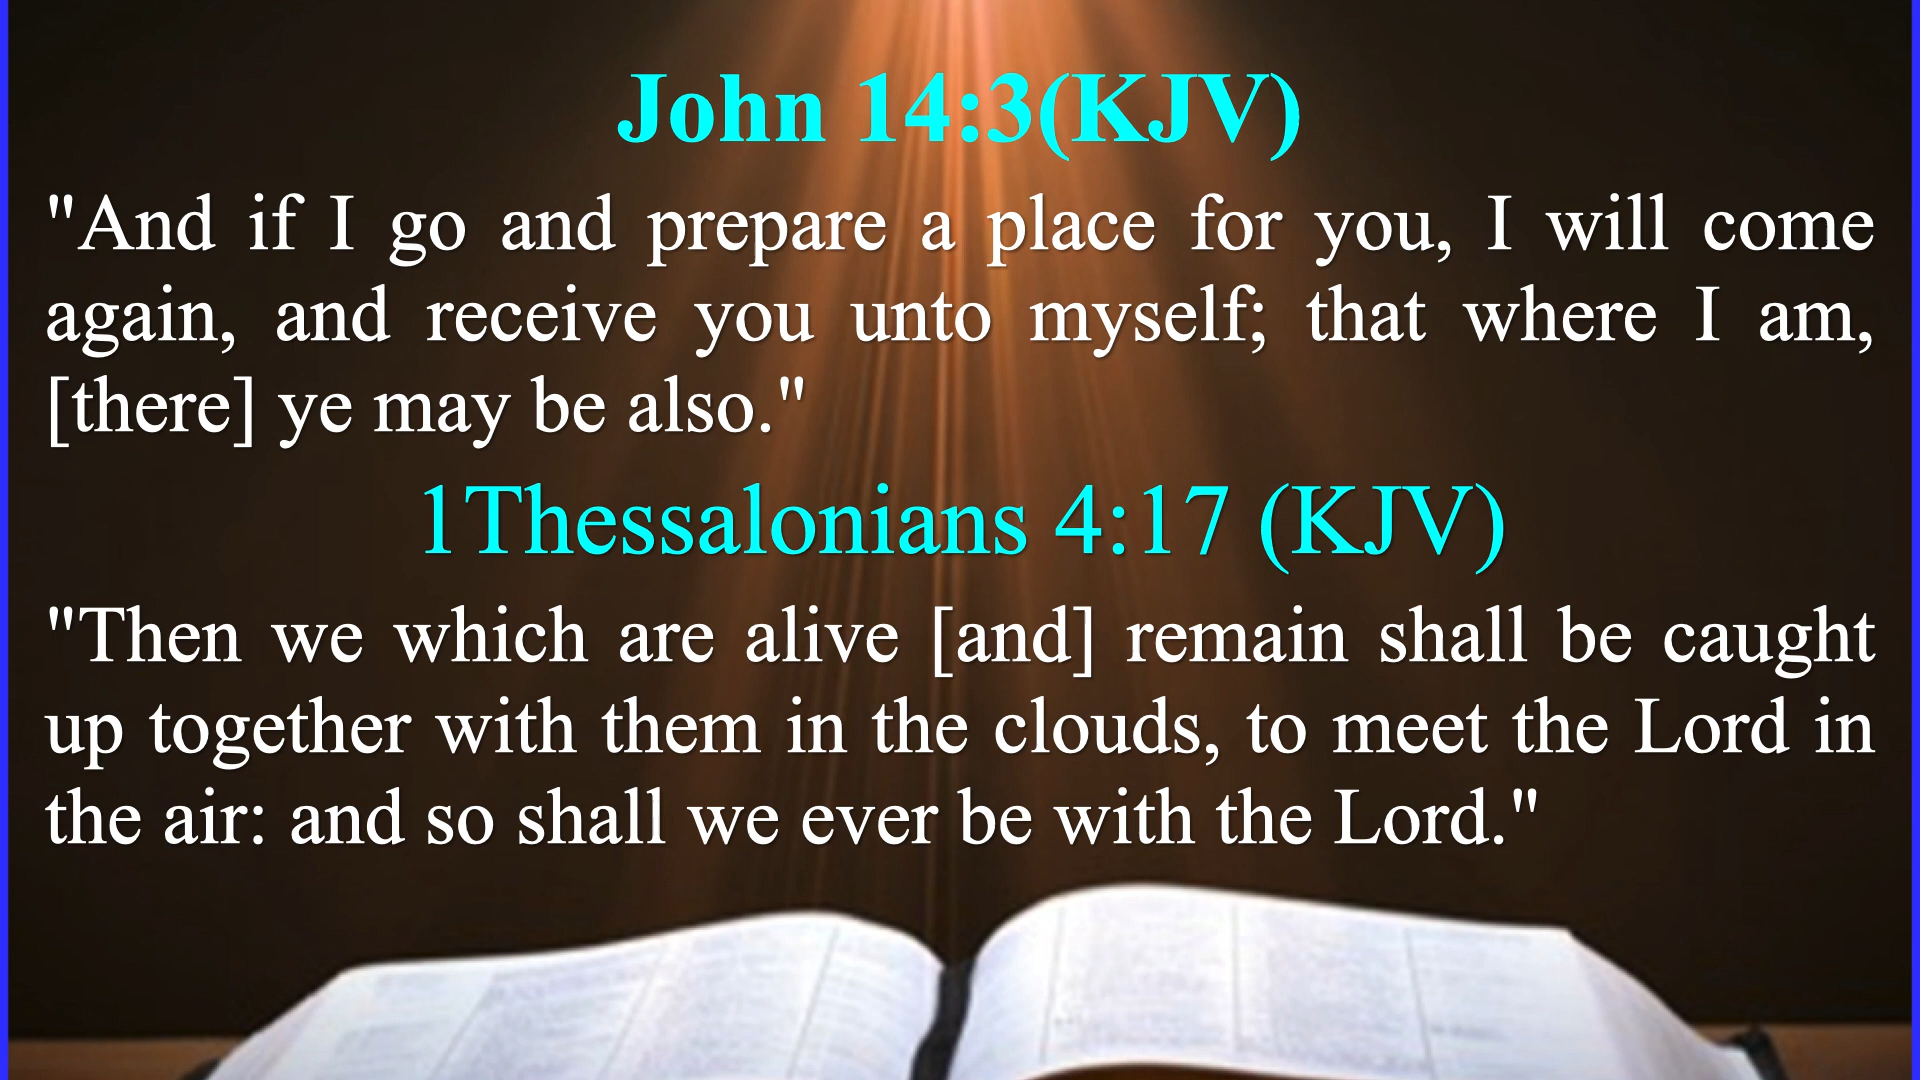 John 14:3(KJV)
"And if I go and prepare a place for you, I will come
again, and receive you unto myself; that where I am,
[there] ye may be also."
1Thessalonians 4:17 (KJV)
"Then we which are alive [and] remain shall be caught
up together with them in the clouds, to meet the Lord in
the air: and so shall we ever be with the Lord."